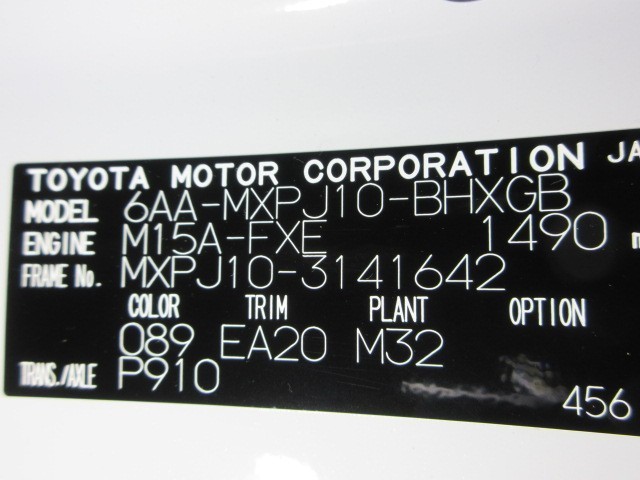 TOYOTA MOTOR CORPORATION JA
MODEL 6AA-MXPJ10-BHXGB
ENGINE M15A-FXE 1490
FRAME No. MXPJ10-3141642
COLOR TRIM PLANT OPTION
089 EA20 M32
TRANS./AXLE P910
456